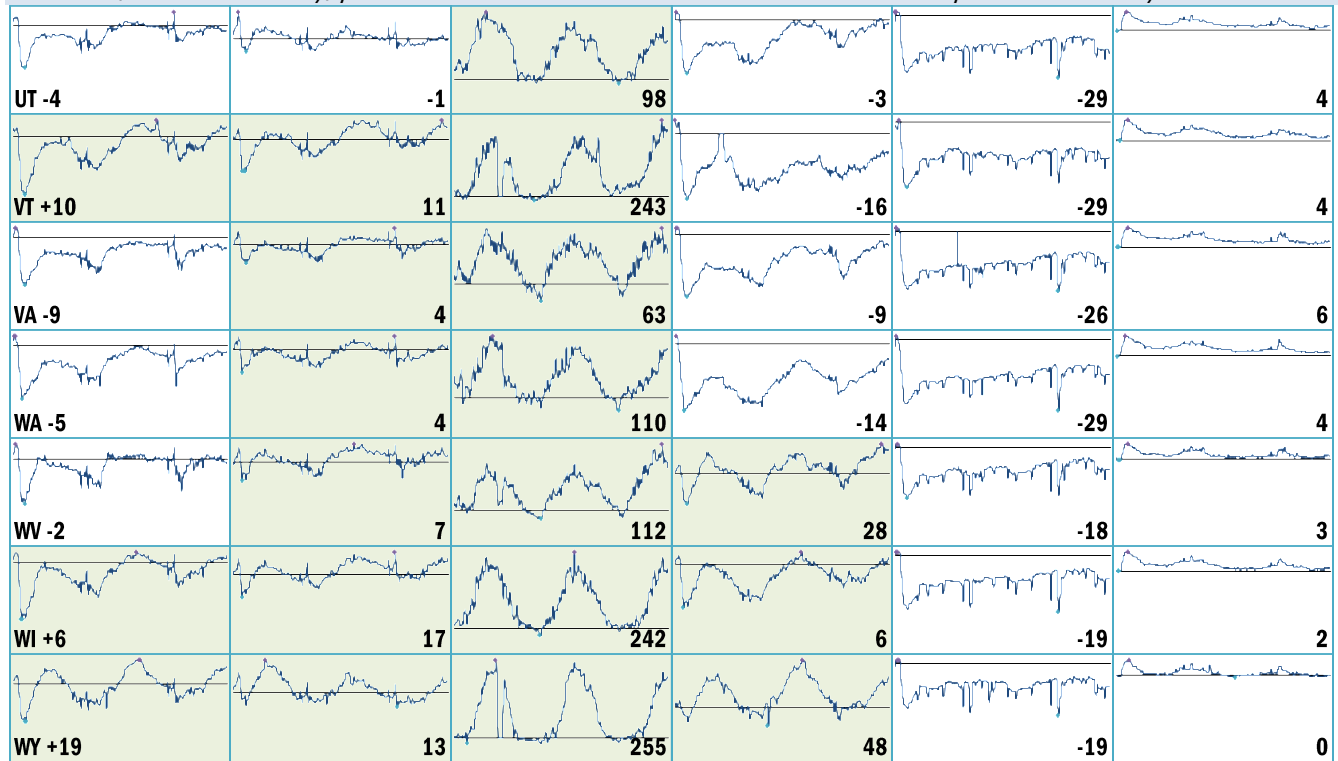 UT -4 -1 98 -3 -29 4
VT +10 11 243 -16 -29 4
VA -9 4 63 -9 -26 6
WA -5 4 110 -14 -29 4
WV -2 7 112 28 -18 3
WI +6 17 242 6 -19 2
WY +19 13 255 48 -19 0